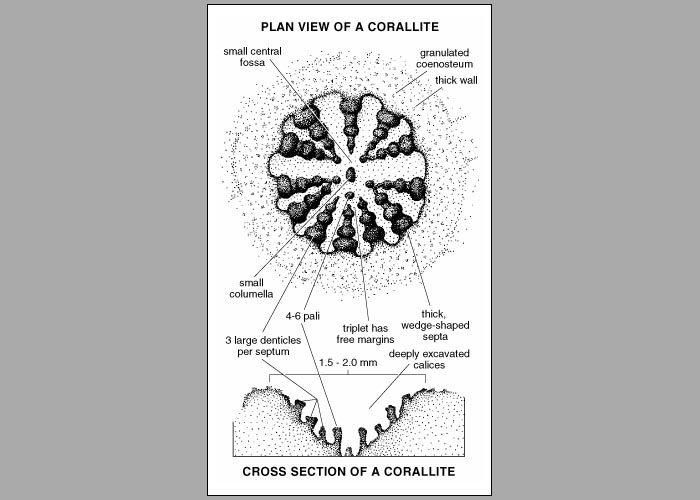 PLAN VIEW OF A CORALLITE
small central
fossa
granulated
coenosteum
thick wall
small
columella
4-6 pali
triplet has
free margins
thick,
wedge-shaped
septa
3 large denticles
per septum
deeply excavated
calices
1.5 - 2.0 mm
CROSS SECTION OF A CORALLITE